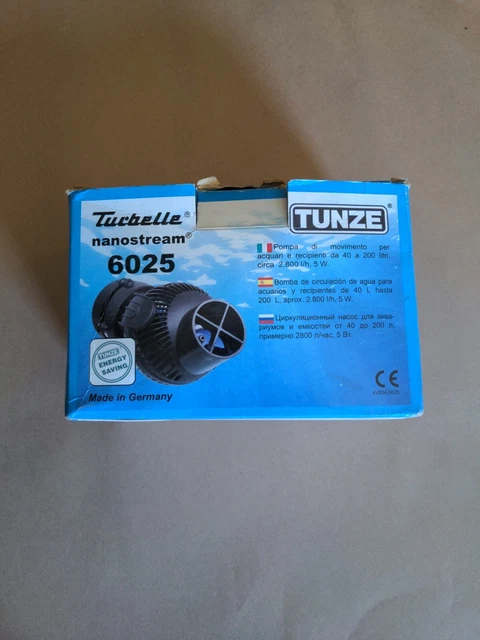 Turbelle®
nanostream®
6025
TUNZE®
Pompa di movimento per
acquari e recipienti da 40 a 200 litri,
circa 2.800 l/h, 5 W.
Bomba de circulación de agua para
acuarios y recipientes de 40 L hasta
200 L, aprox. 2.800 l/h, 5 W.
Циркуляционный насос для аква-
риумов и емкостей от 40 до 200 л,
примерно 2800 л/час, 5 Вт.
TUNZE
ENERGY
SAVING
Made in Germany
CE